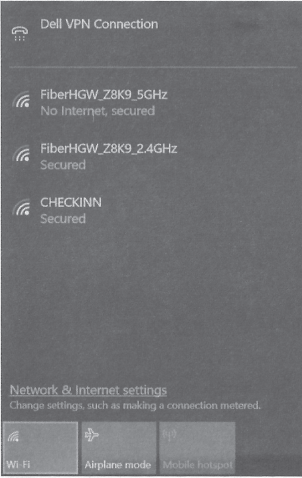 Dell VPN Connection
FiberHGW_Z8K9_5GHz
No Internet, secured
FiberHGW_Z8K9_2.4GHz
Secured
CHECKINN
Secured
Network & Internet settings
Change settings, such as making a connection metered.
Wi-Fi
Airplane mode
Mobile hotspot